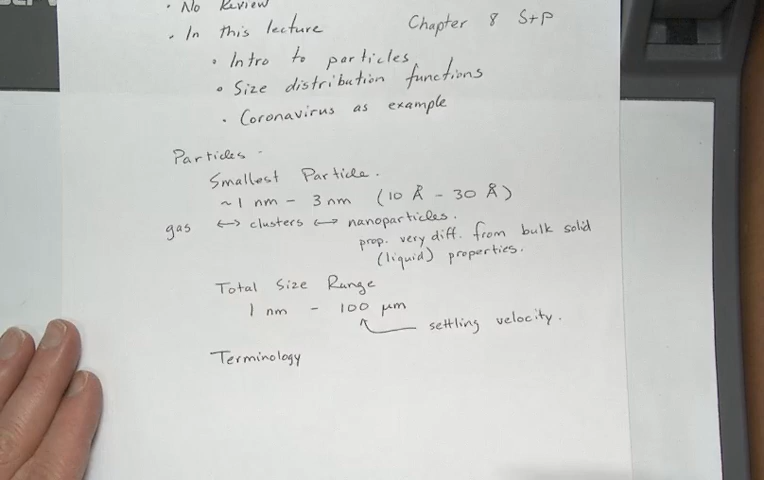 • No Review
• In this lecture Chapter 8 S+P
• Intro to particles
• Size distribution functions
• Coronavirus as example
Particles -
Smallest Particle.
~1 nm - 3 nm (10 Å - 30 Å)
gas ⟷ clusters ⟷ nanoparticles.
prop. very diff. from bulk solid
(liquid) properties.
Total Size Range
1 nm - 100 µm
settling velocity.
Terminology